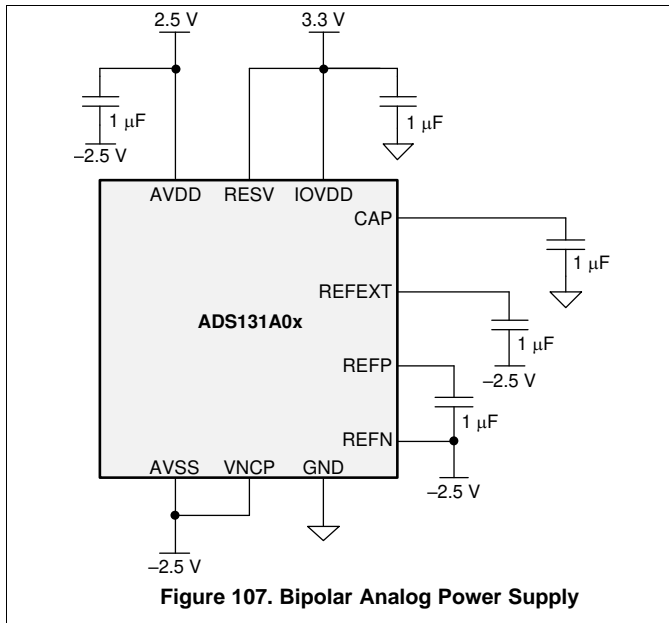 2.5 V
3.3 V
1 μF
1 μF
–2.5 V
AVDD
RESV
IOVDD
CAP
1 μF
REFEXT
ADS131A0x
1 μF
REFP
–2.5 V
1 μF
REFN
AVSS
VNCP
GND
–2.5 V
–2.5 V
Figure 107. Bipolar Analog Power Supply